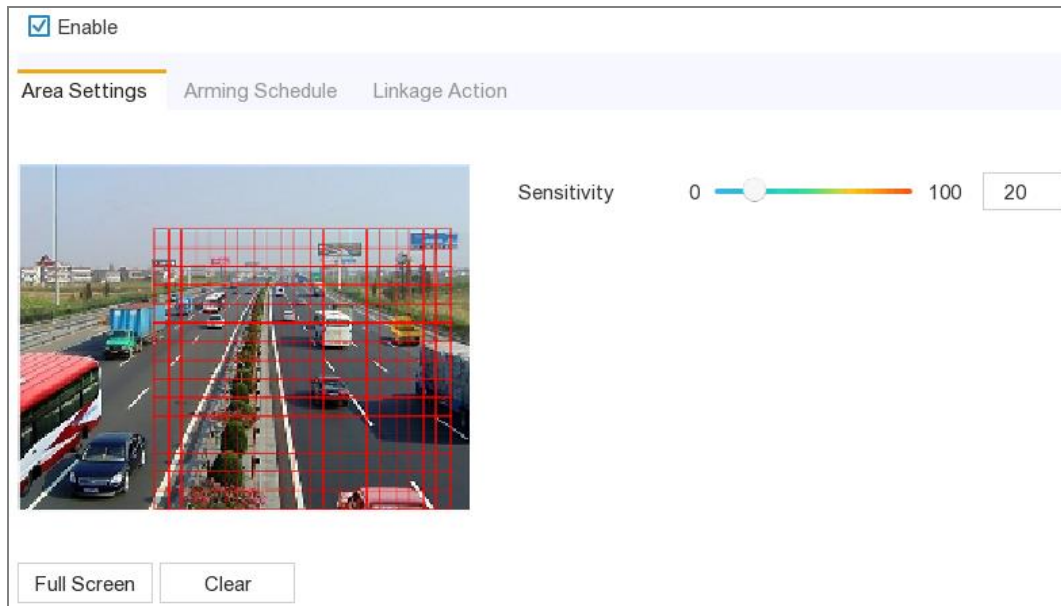 Enable
Area Settings Arming Schedule Linkage Action
Sensitivity 0 100 20
Full Screen Clear